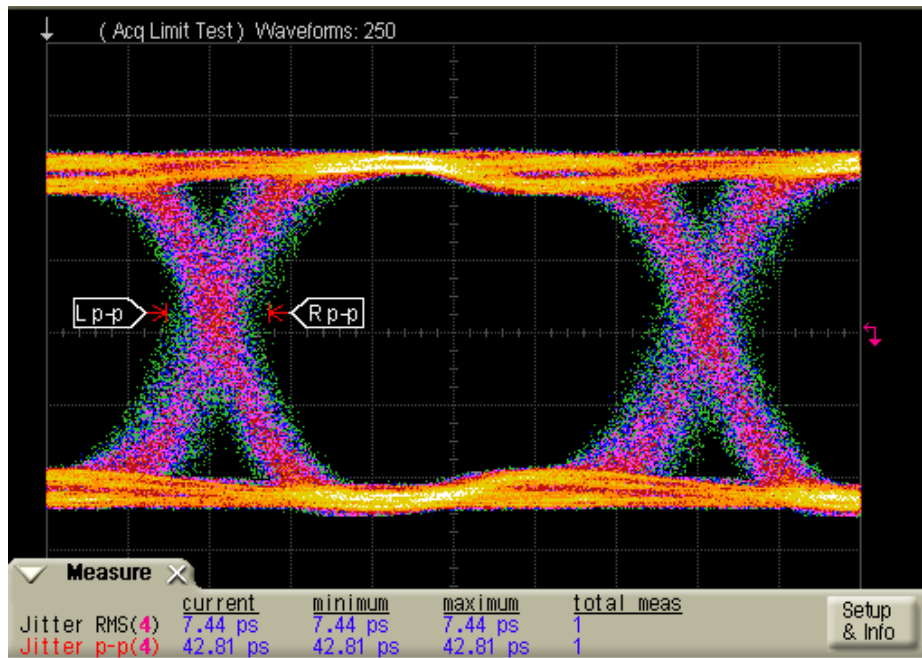 ( Acq Limit Test ) Waveforms: 250
L p-p R p-p
Measure
current minimum maximum total meas
Jitter RMS(4) 7.44 ps 7.44 ps 7.44 ps 1
Jitter p-p(4) 42.81 ps 42.81 ps 42.81 ps 1
Setup
& Info